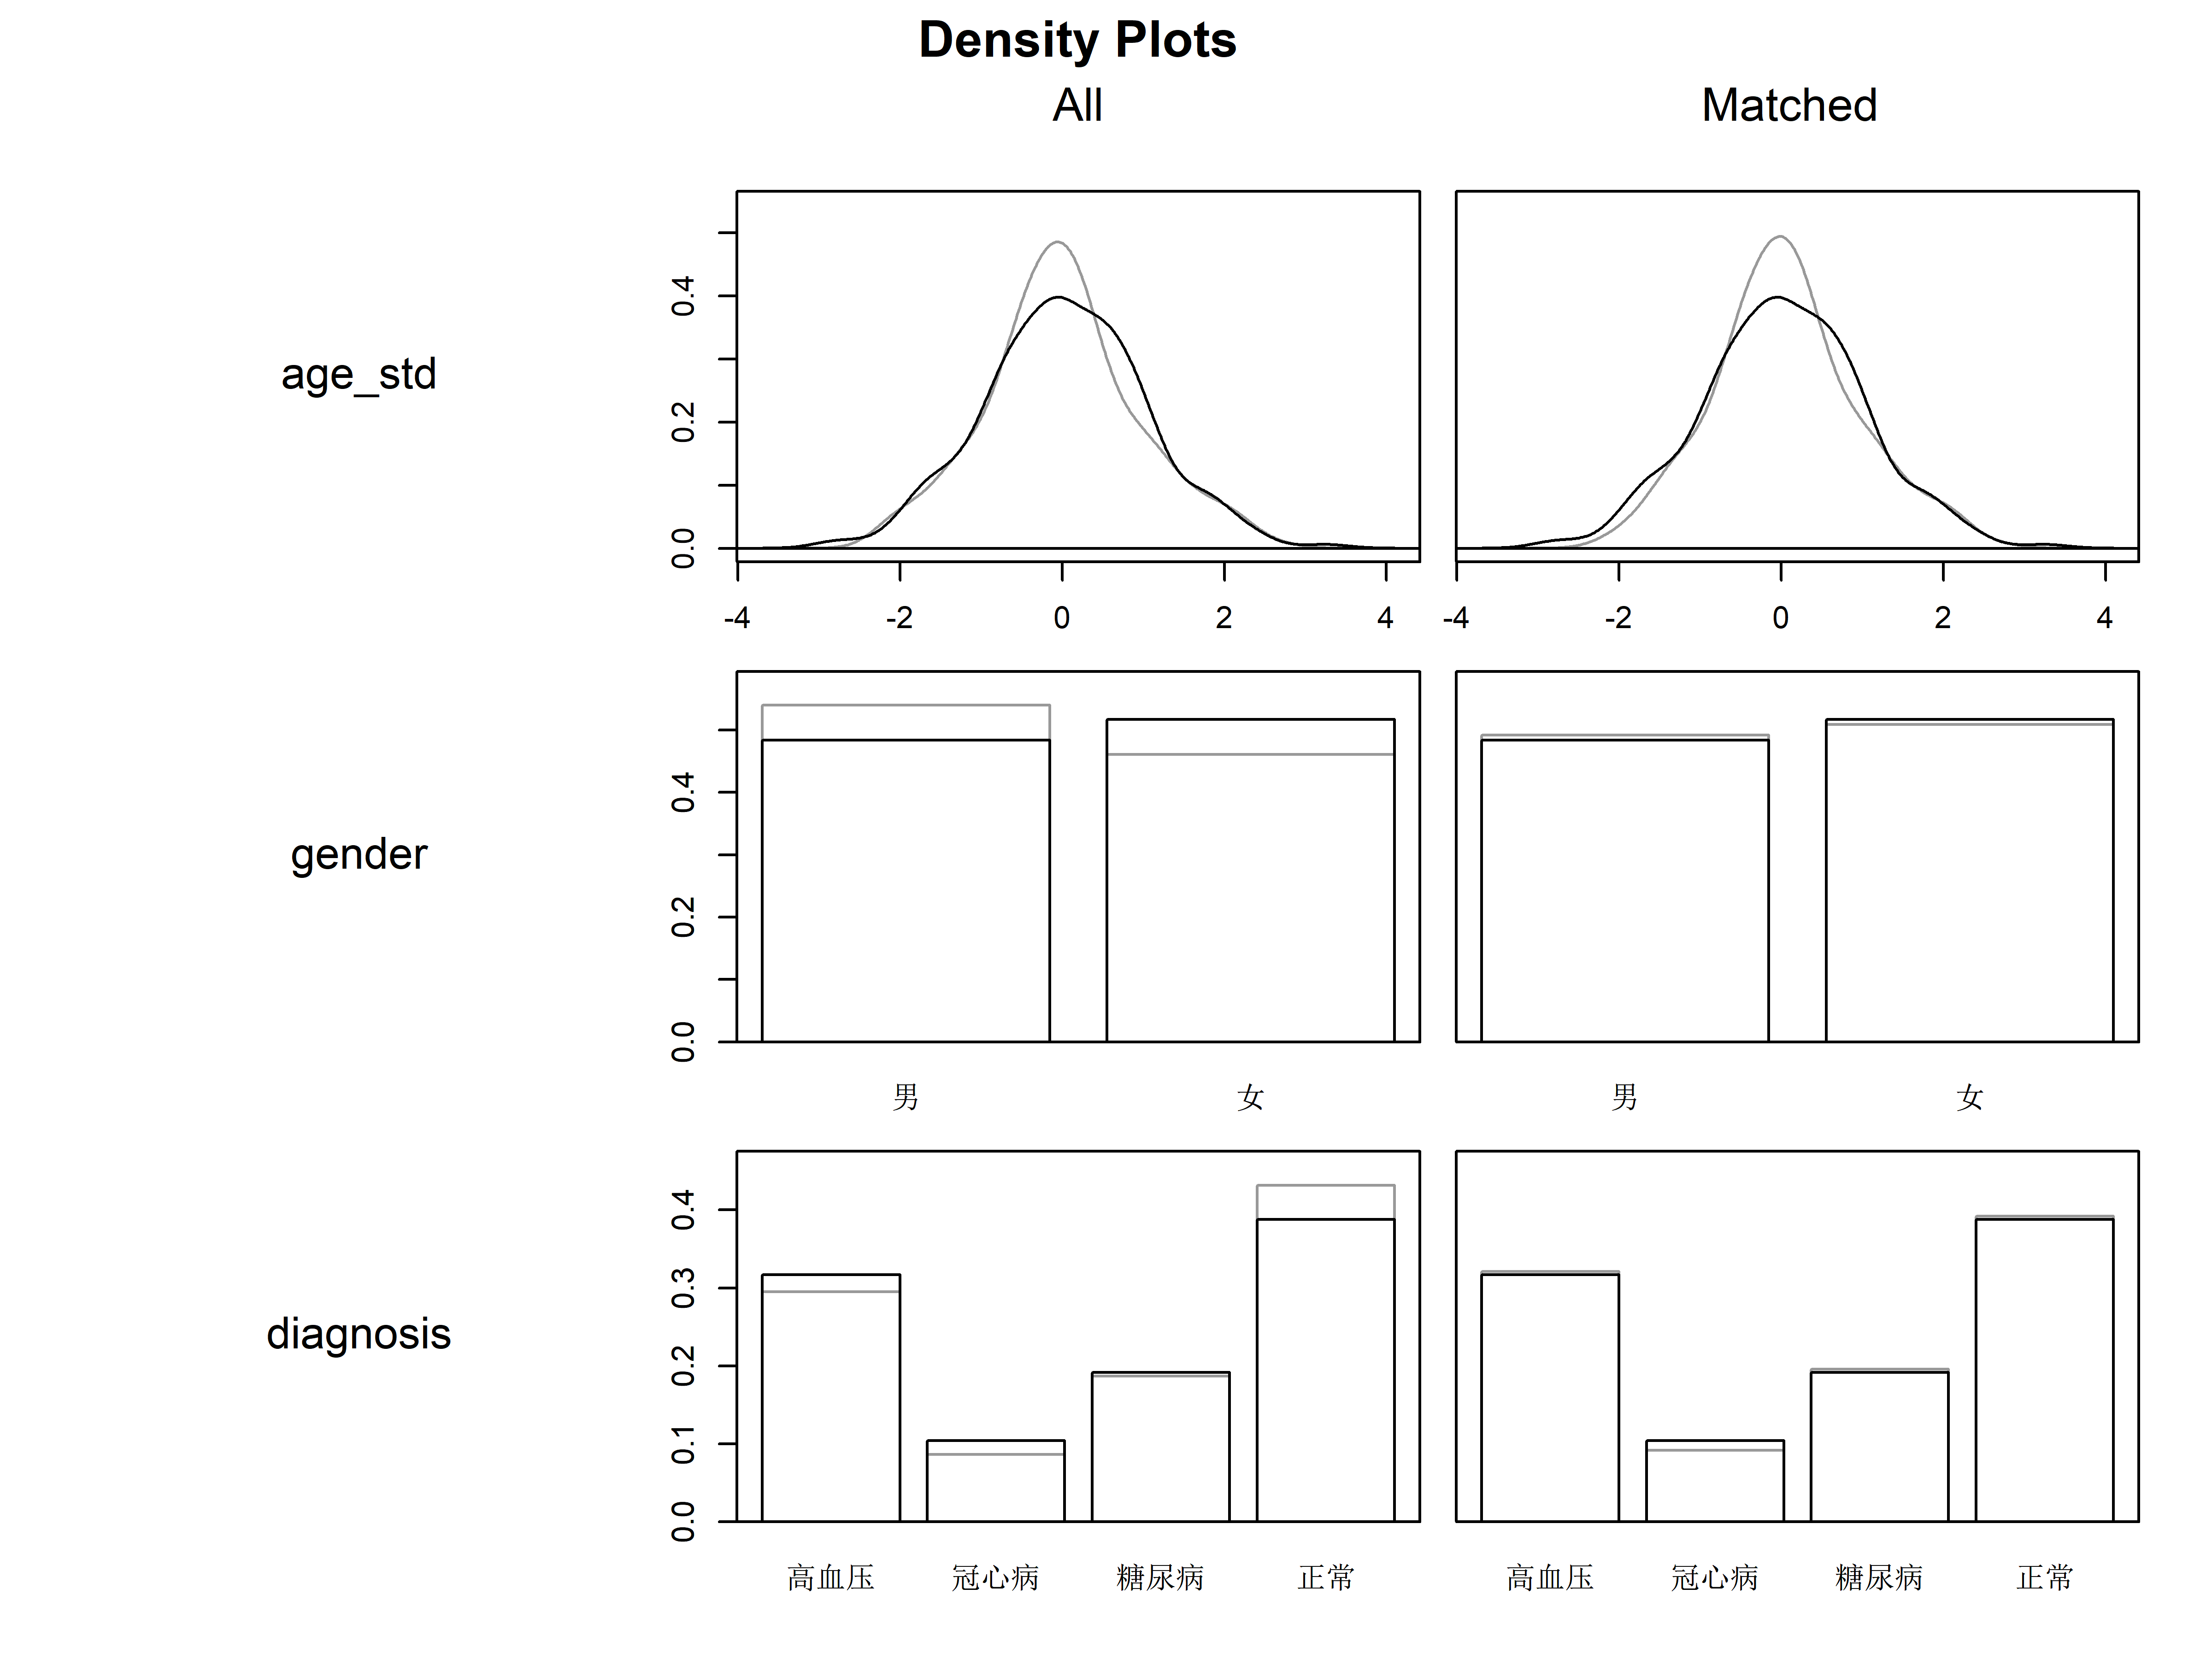 Density Plots
All Matched
age_std
0.0 0.2 0.4
-4 -2 0 2 4 -4 -2 0 2 4
gender
0.0 0.2 0.4
男 女 男 女
diagnosis
0.0 0.1 0.2 0.3 0.4
高血压 冠心病 糖尿病 正常 高血压 冠心病 糖尿病 正常